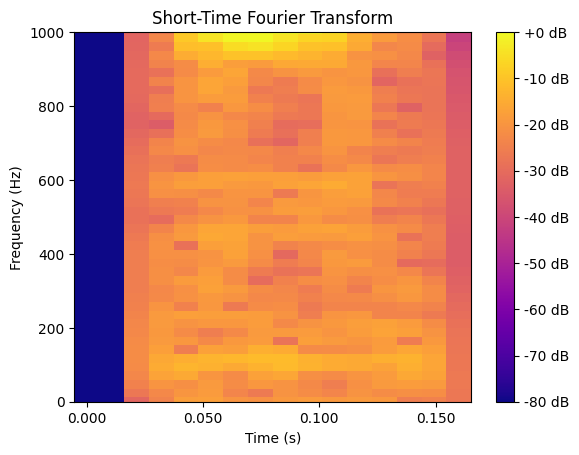 Short-Time Fourier Transform
Frequency (Hz)
1000
800
600
400
200
0
0.000
0.050
0.100
0.150
Time (s)
+0 dB
-10 dB
-20 dB
-30 dB
-40 dB
-50 dB
-60 dB
-70 dB
-80 dB